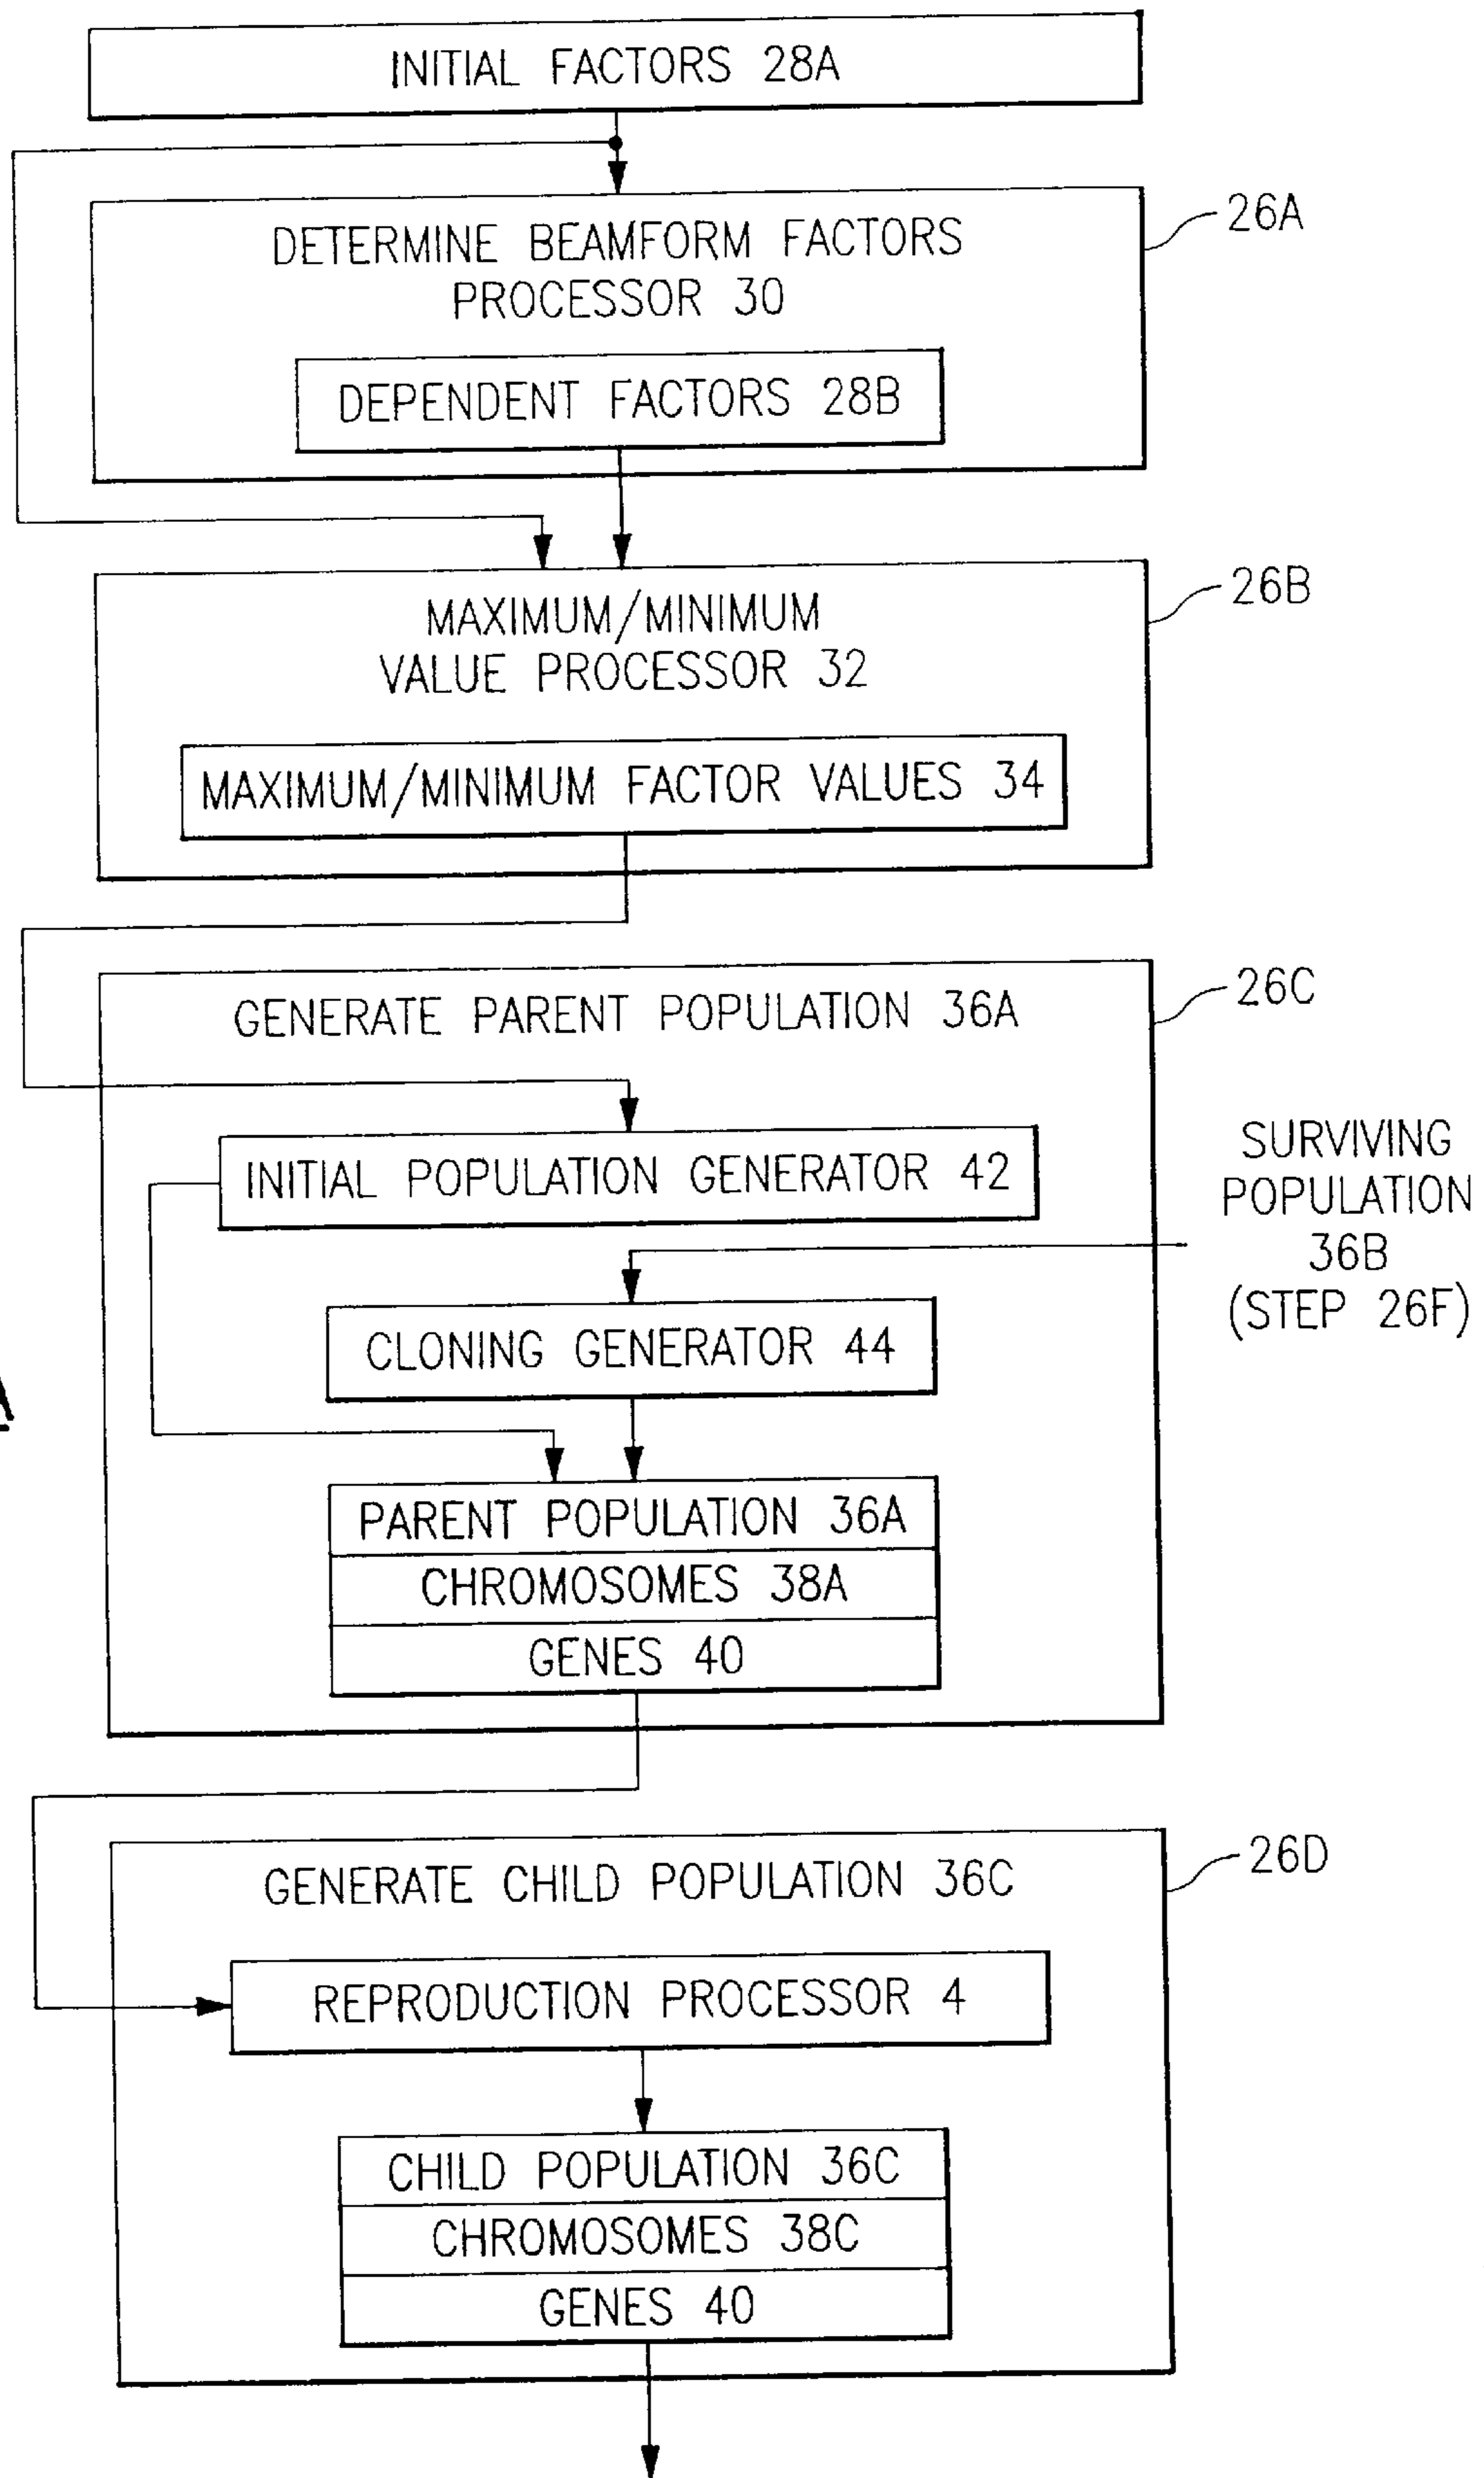 INITIAL FACTORS 28A
DETERMINE BEAMFORM FACTORS
PROCESSOR 30
26A
DEPENDENT FACTORS 28B
MAXIMUM/MINIMUM
VALUE PROCESSOR 32
26B
MAXIMUM/MINIMUM FACTOR VALUES 34
GENERATE PARENT POPULATION 36A
26C
INITIAL POPULATION GENERATOR 42
SURVIVING
POPULATION
36B
(STEP 26F)
CLONING GENERATOR 44
PARENT POPULATION 36A
CHROMOSOMES 38A
GENES 40
GENERATE CHILD POPULATION 36C
26D
REPRODUCTION PROCESSOR 4
CHILD POPULATION 36C
CHROMOSOMES 38C
GENES 40